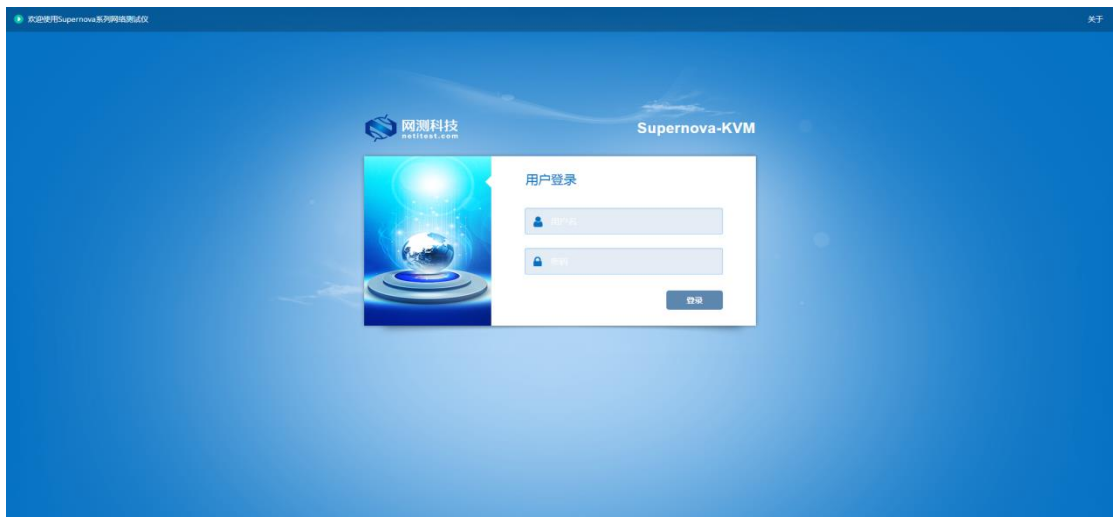 欢迎使用Supernova系列网络测试仪
关于
网测科技
netitest.com
Supernova-KVM
用户登录
用户名
密码
登录